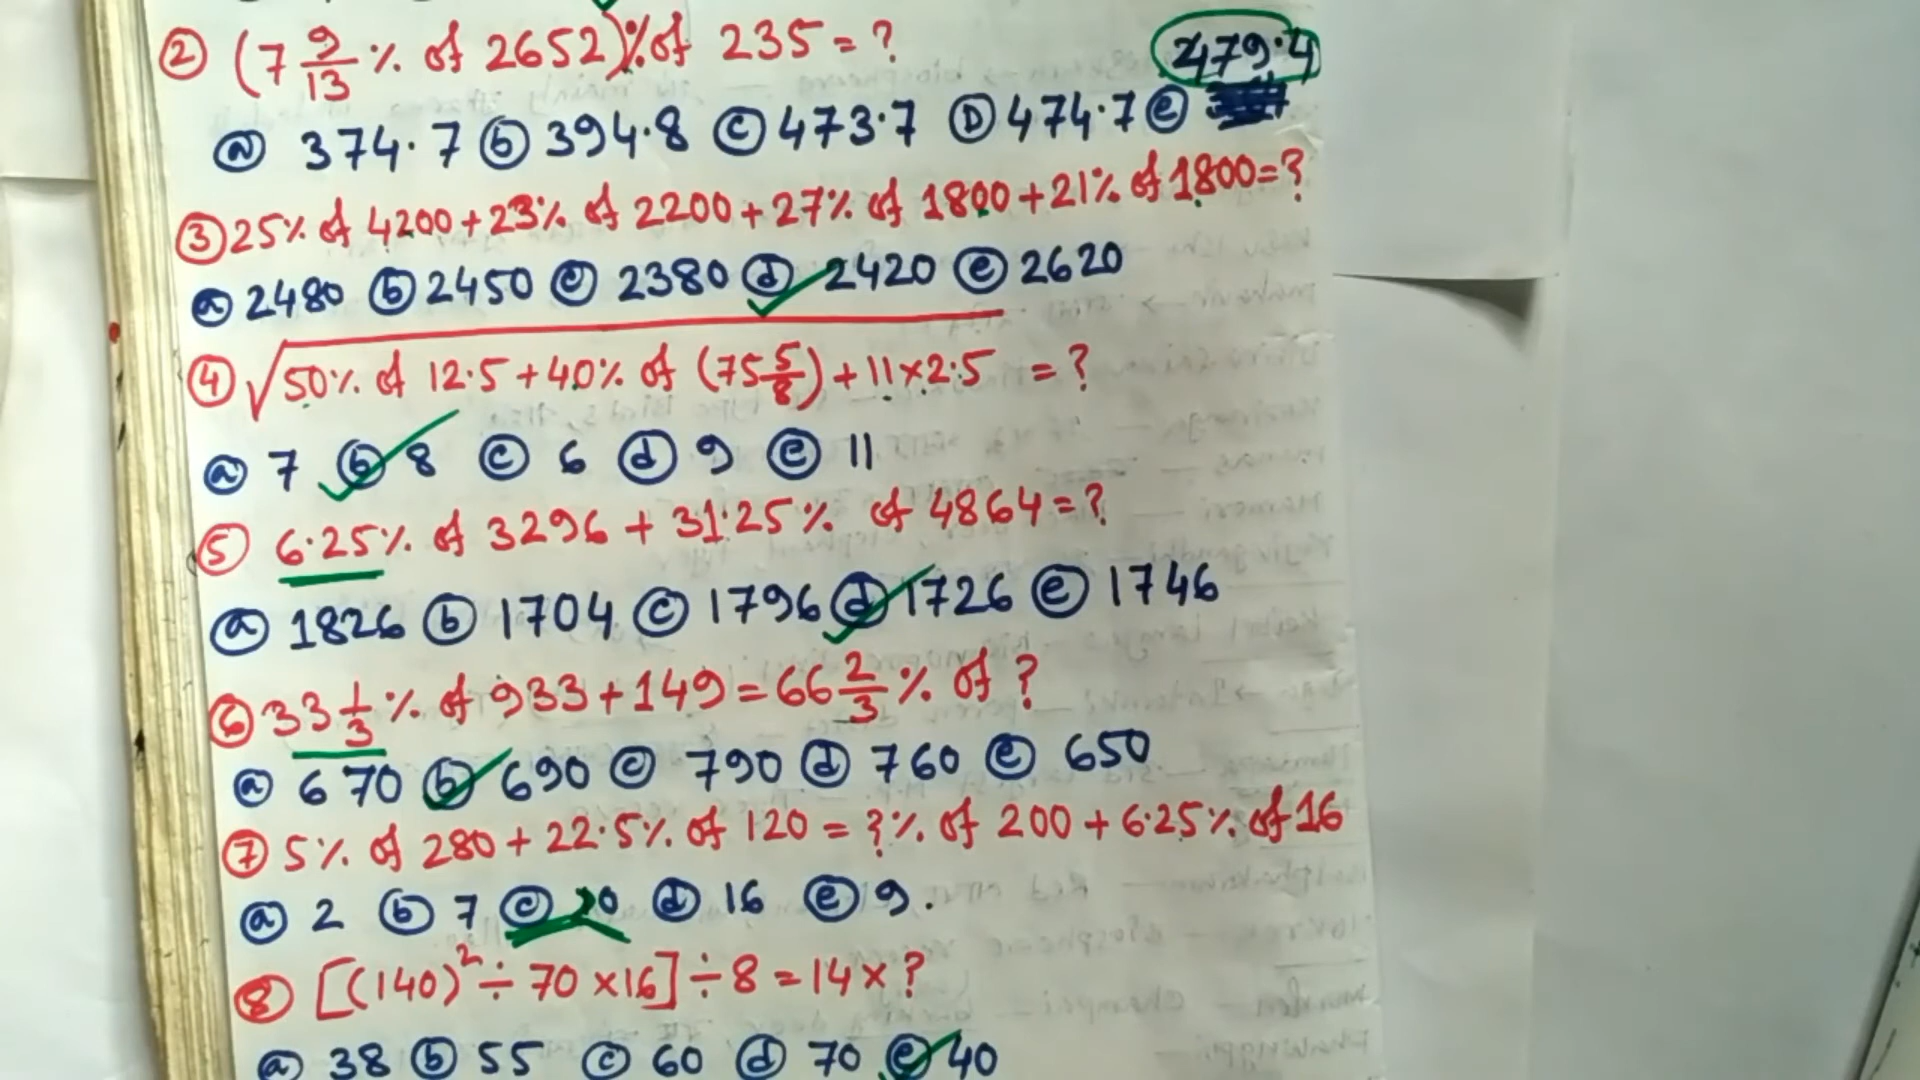 ② (7 9/13 % of 2652)% of 235 = ?
479.4
ⓐ 374.7 ⓑ 394.8 ⓒ 473.7 Ⓓ 474.7 ⓔ
③ 25% of 4200 + 23% of 2200 + 27% of 1800 + 21% of 1800 = ?
ⓐ 2480 ⓑ 2450 ⓒ 2380 ⓓ 2420 ⓔ 2620
④ √50% of 12.5 + 40% of (75 5/8) + 11 × 2.5 = ?
ⓐ 7 ⓑ 8 ⓒ 6 ⓓ 9 ⓔ 11
⑤ 6.25% of 3296 + 31.25% of 4864 = ?
ⓐ 1826 ⓑ 1704 ⓒ 1796 ⓓ 1726 ⓔ 1746
⑥ 33 1/3 % of 933 + 149 = 66 2/3 % of ?
ⓐ 670 ⓑ 690 ⓒ 790 ⓓ 760 ⓔ 650
⑦ 5% of 280 + 22.5% of 120 = ?% of 200 + 6.25% of 16
ⓐ 2 ⓑ 7 ⓒ 20 ⓓ 16 ⓔ 9.
⑧ [(140)² ÷ 70 × 16] ÷ 8 = 14 × ?
ⓐ 38 ⓑ 55 ⓒ 60 ⓓ 70 ⓔ 40